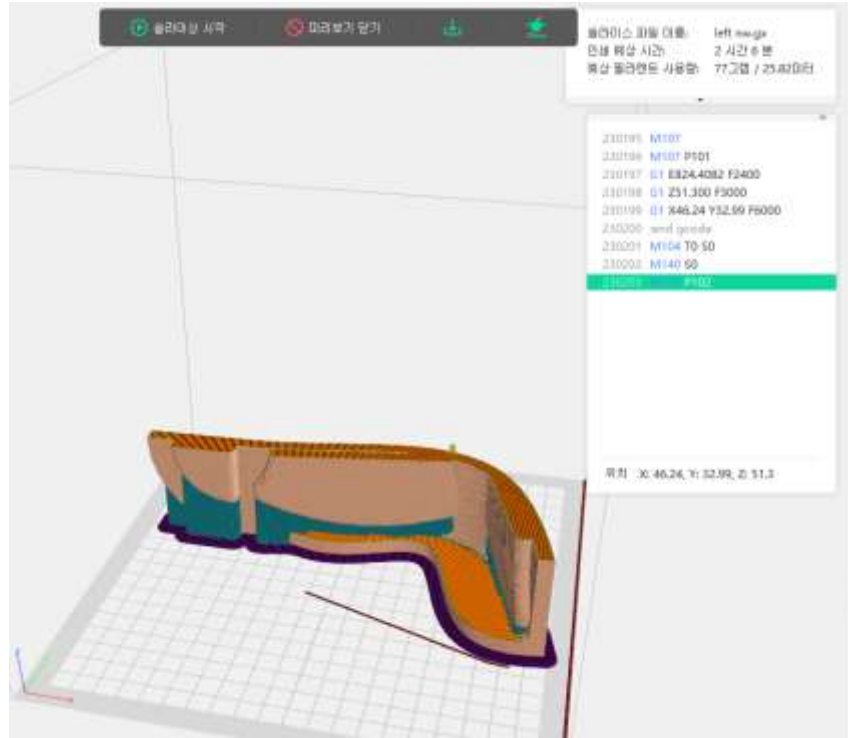 슬라이싱 시작
미리보기 닫기
슬라이스 파일 이름: left nw.gx
인쇄 예상 시간: 2 시간 6 분
예상 필라멘트 사용량: 77그램 / 25.82미터
230195 M107
230196 M107 P101
230197 G1 E824.4082 F2400
230198 G1 Z51.300 F3000
230199 G1 X46.24 Y32.99 F6000
230200 ;end gcode
230201 M104 T0 S0
230202 M140 S0
230203 P102
위치 X: 46.24, Y: 32.99, Z: 51.3